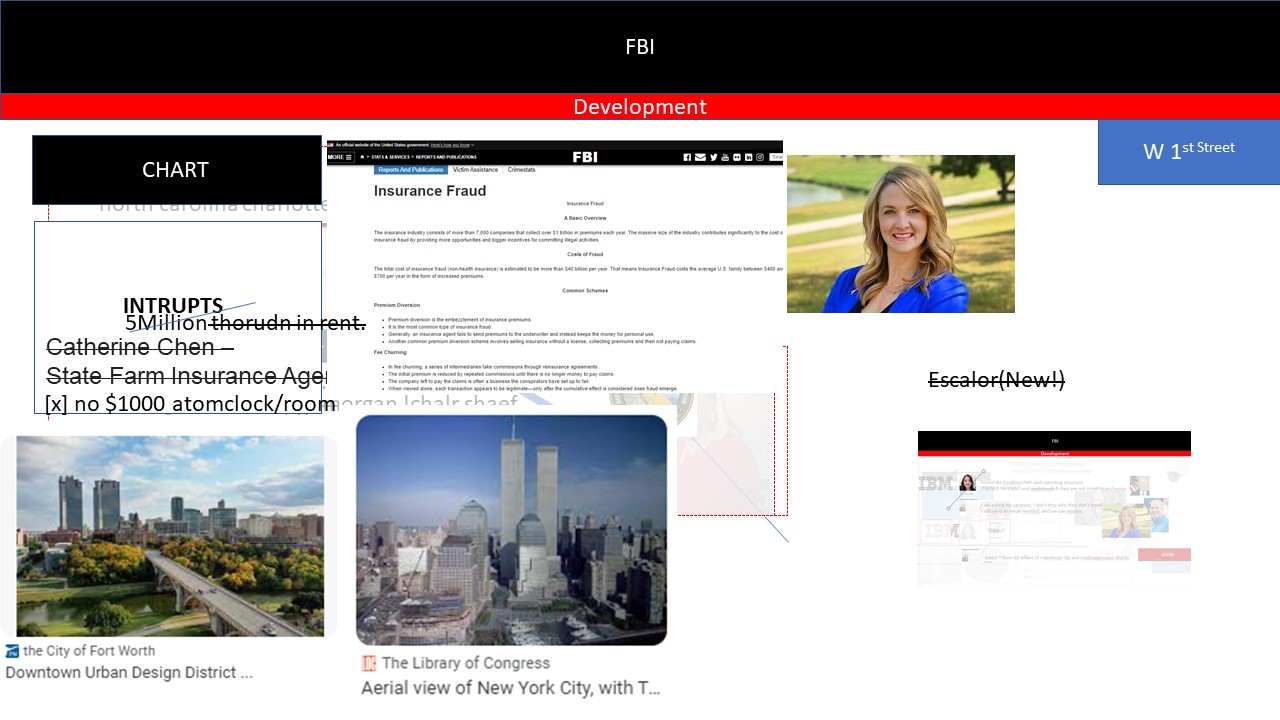 FBI
Development
W 1st Street
CHART
north carolina charlotte
INTRUPTS
5Million thorudn in rent.
Catherine Chen –
State Farm Insurance Age
[x] no $1000 atomclock/room
An official website of the United States government. Here's how you know
MORE
STATS & SERVICES > REPORTS AND PUBLICATIONS
FBI
Sear
Reports And Publications Victim Assistance Crimestats
Insurance Fraud
Insurance Fraud
A Basic Overview
The insurance industry consists of more than 7,000 companies that collect over $1 trillion in premiums each year. The massive size of the industry contributes significantly to the cost o
insurance fraud by providing more opportunities and bigger incentives for committing illegal activities.
Costs of Fraud
The total cost of insurance fraud (non-health insurance) is estimated to be more than $40 billion per year. That means Insurance Fraud costs the average U.S. family between $400 an
$700 per year in the form of increased premiums.
Common Schemes
Premium Diversion
Premium diversion is the embezzlement of insurance premiums.
It is the most common type of insurance fraud.
Generally, an insurance agent fails to send premiums to the underwriter and instead keeps the money for personal use.
Another common premium diversion scheme involves selling insurance without a license, collecting premiums and then not paying claims.
Fee Churning
In fee churning, a series of intermediaries take commissions through reinsurance agreements.
The initial premium is reduced by repeated commissions until there is no longer money to pay claims.
The company left to pay the claims is often a business the conspirators have set up to fail.
When viewed alone, each transaction appears to be legitimate—only after the cumulative effect is considered does fraud emerge.
Escalor(New!)
FBI
Development
IBM
IBM
the City of Fort Worth
Downtown Urban Design District ...
The Library of Congress
Aerial view of New York City, with T...